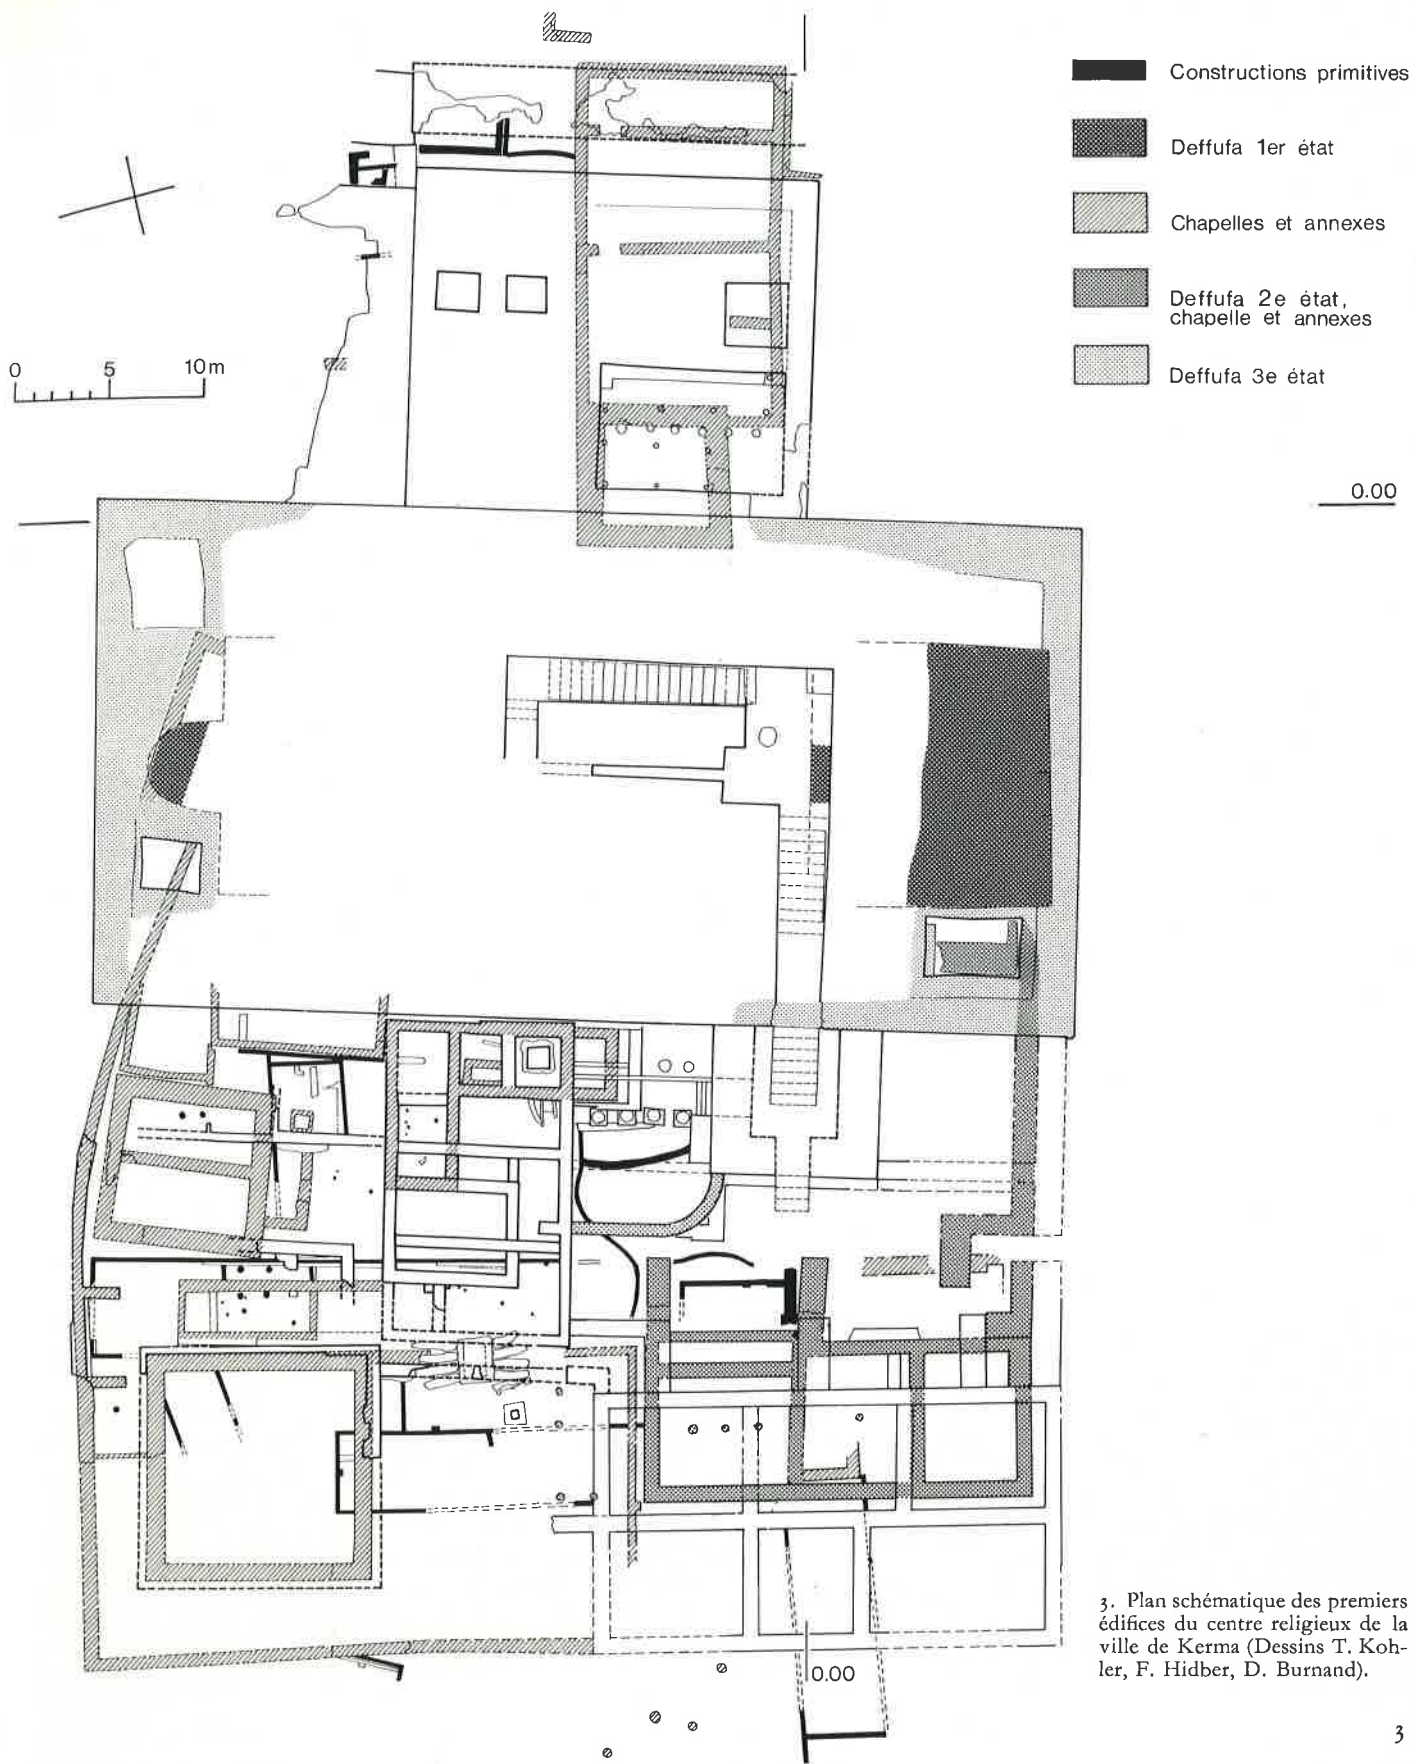 Constructions primitives
Deffufa 1er état
Chapelles et annexes
Deffufa 2e état,
chapelle et annexes
Deffufa 3e état
0 5 10m
0.00
0.00
3. Plan schématique des premiers
édifices du centre religieux de la
ville de Kerma (Dessins T. Koh-
ler, F. Hidber, D. Burnand).
3